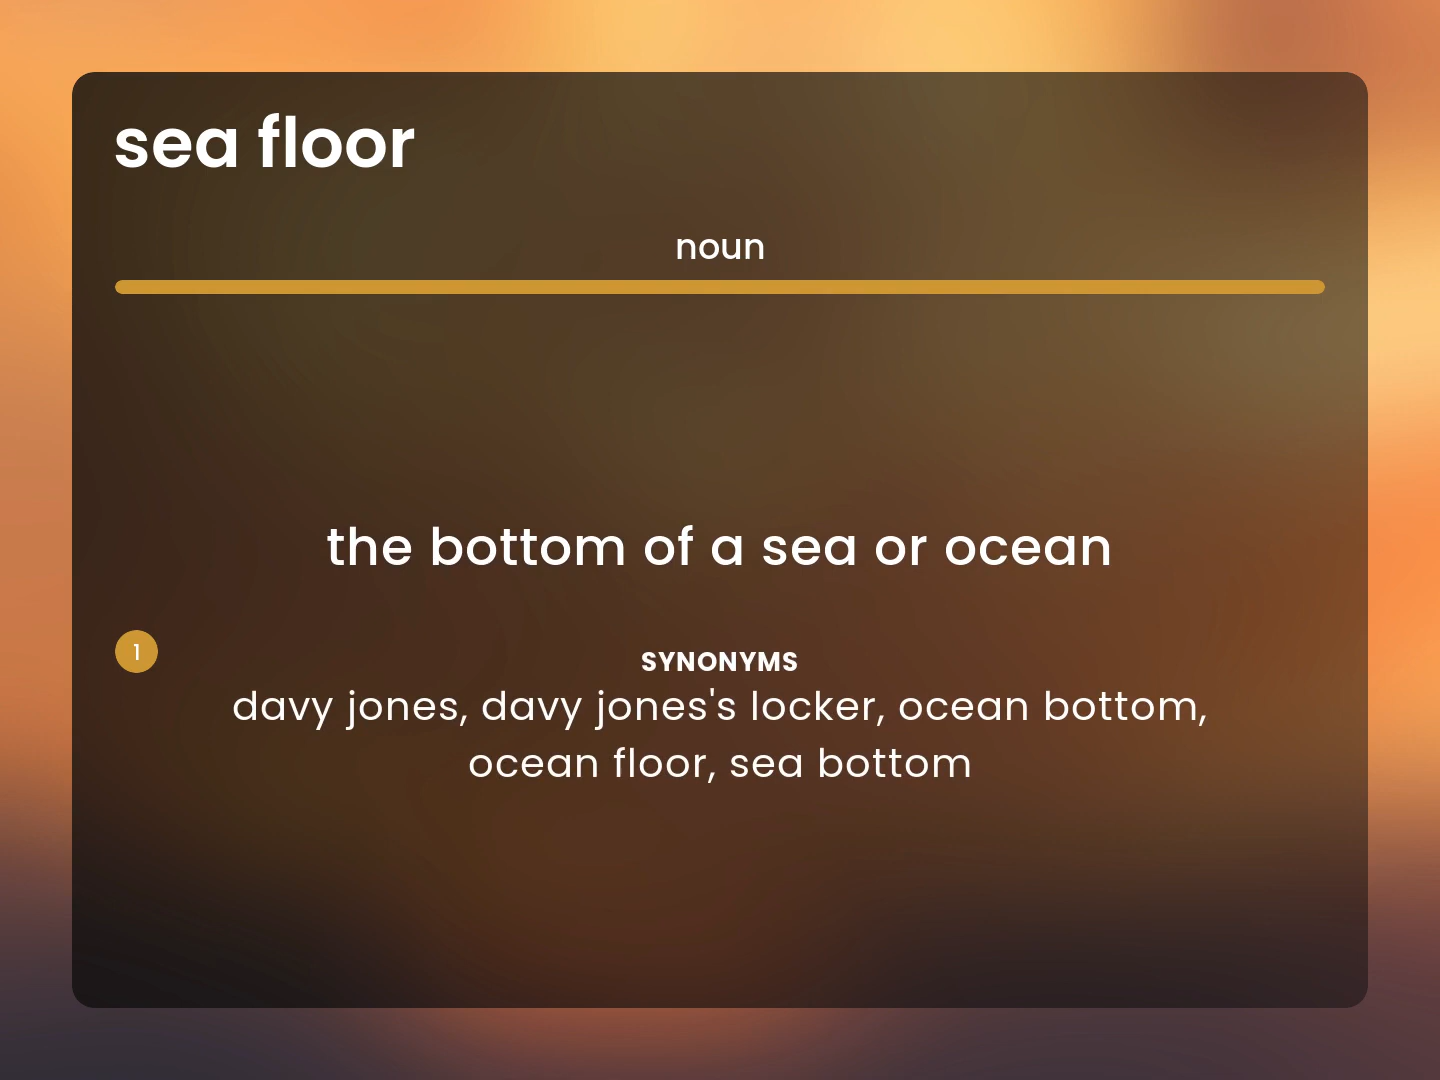 sea floor
noun
the bottom of a sea or ocean
1
SYNONYMS
davy jones, davy jones's locker, ocean bottom,
ocean floor, sea bottom